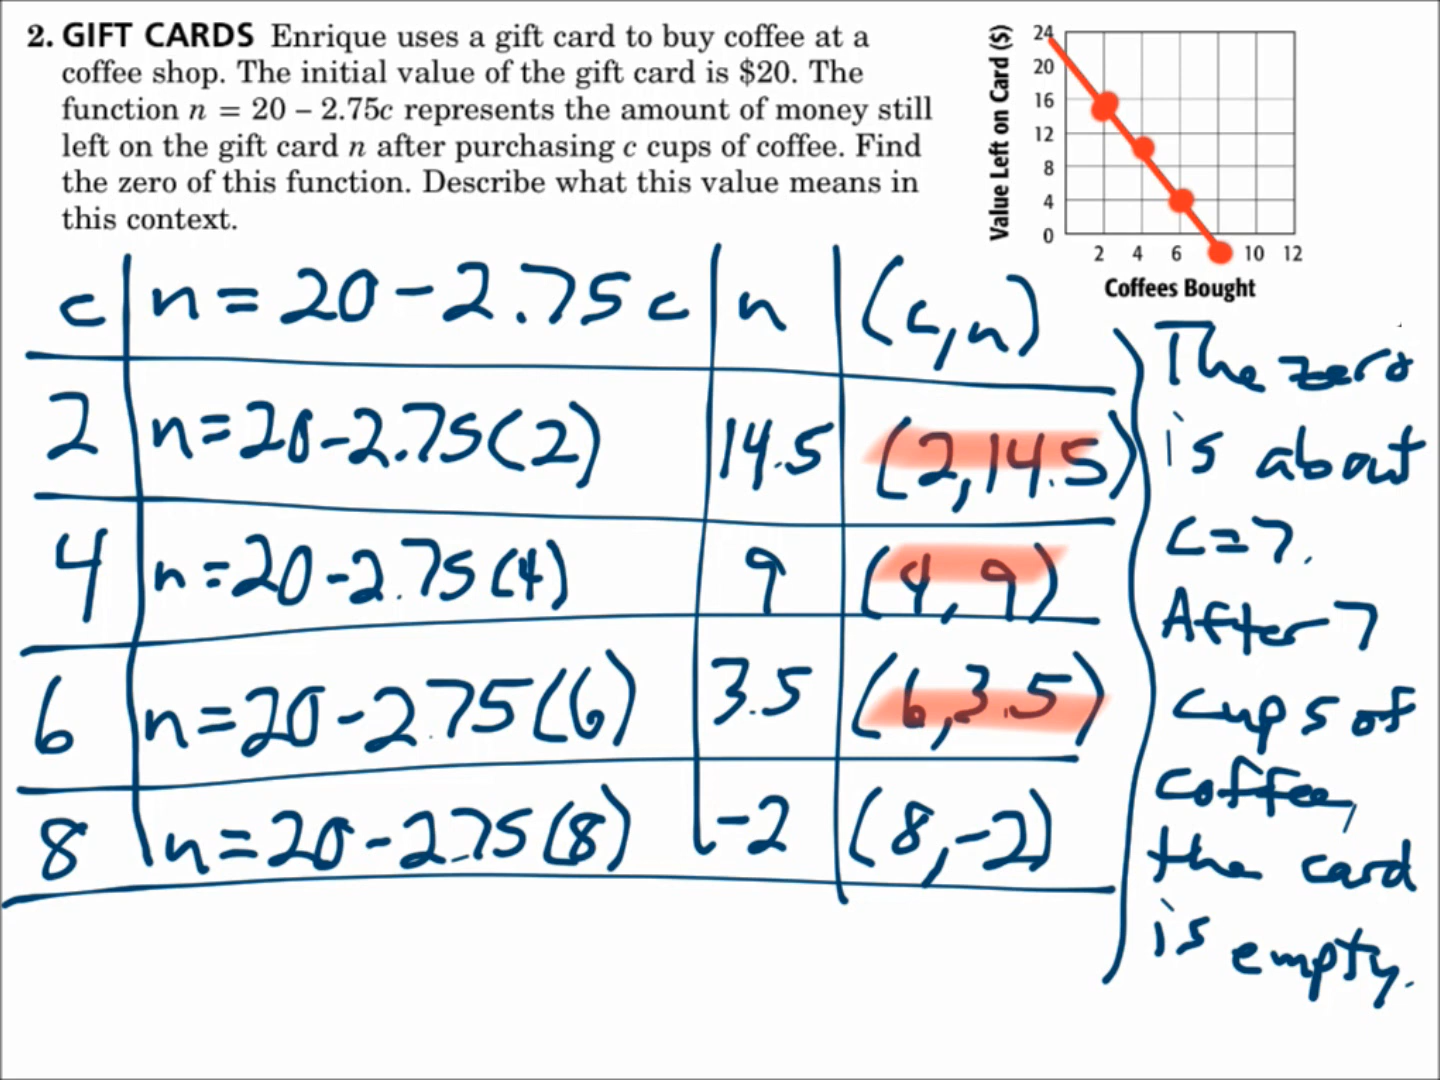 2. GIFT CARDS Enrique uses a gift card to buy coffee at a
coffee shop. The initial value of the gift card is $20. The
function n = 20 – 2.75c represents the amount of money still
left on the gift card n after purchasing c cups of coffee. Find
the zero of this function. Describe what this value means in
this context.
Value Left on Card ($)
24
20
16
12
8
4
0
2 4 6 10 12
Coffees Bought
c n=20-2.75c n (c,n)
2 n=20-2.75(2) 14.5 (2,14.5)
4 n=20-2.75(4) 9 (4,9)
6 n=20-2.75(6) 3.5 (6,3.5)
8 n=20-2.75(8) -2 (8,-2)
The zero
is about
c=7.
After 7
cups of
coffee,
the card
is empty.